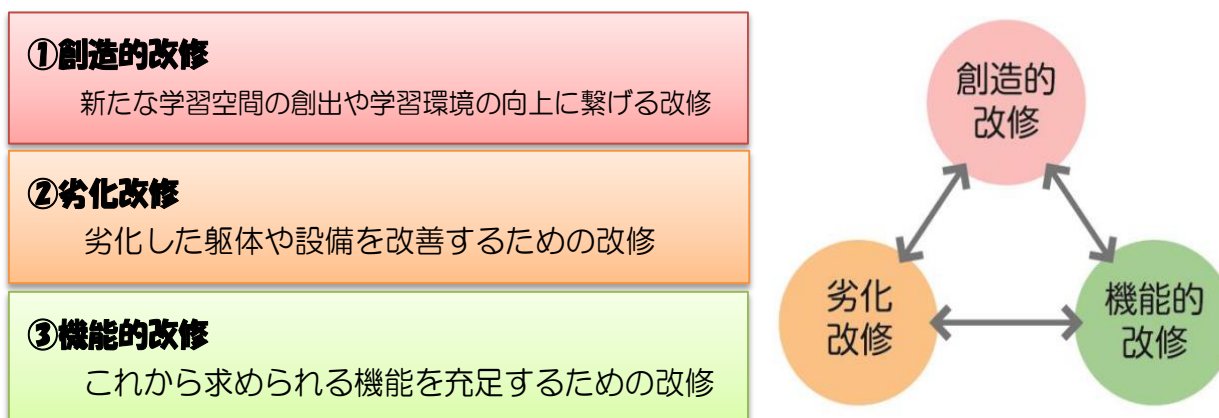 ①創造的改修
新たな学習空間の創出や学習環境の向上に繋げる改修
②劣化改修
劣化した躯体や設備を改善するための改修
③機能的改修
これから求められる機能を充足するための改修
創造的
改修
劣化
改修
機能的
改修